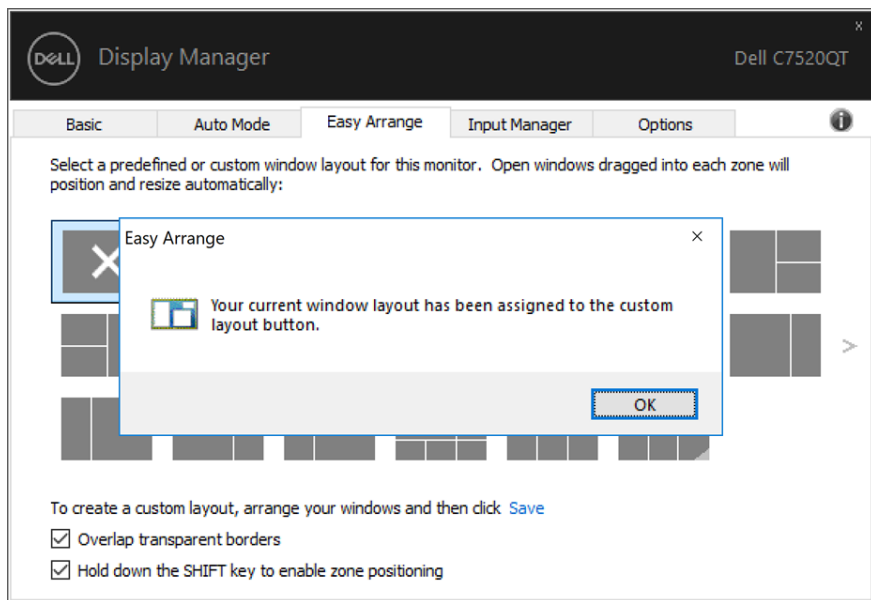 x
DELL
Display Manager
Dell C7520QT
Basic
Auto Mode
Easy Arrange
Input Manager
Options
i
Select a predefined or custom window layout for this monitor. Open windows dragged into each zone will
position and resize automatically:
Easy Arrange
Your current window layout has been assigned to the custom
layout button.
OK
To create a custom layout, arrange your windows and then click Save
Overlap transparent borders
Hold down the SHIFT key to enable zone positioning